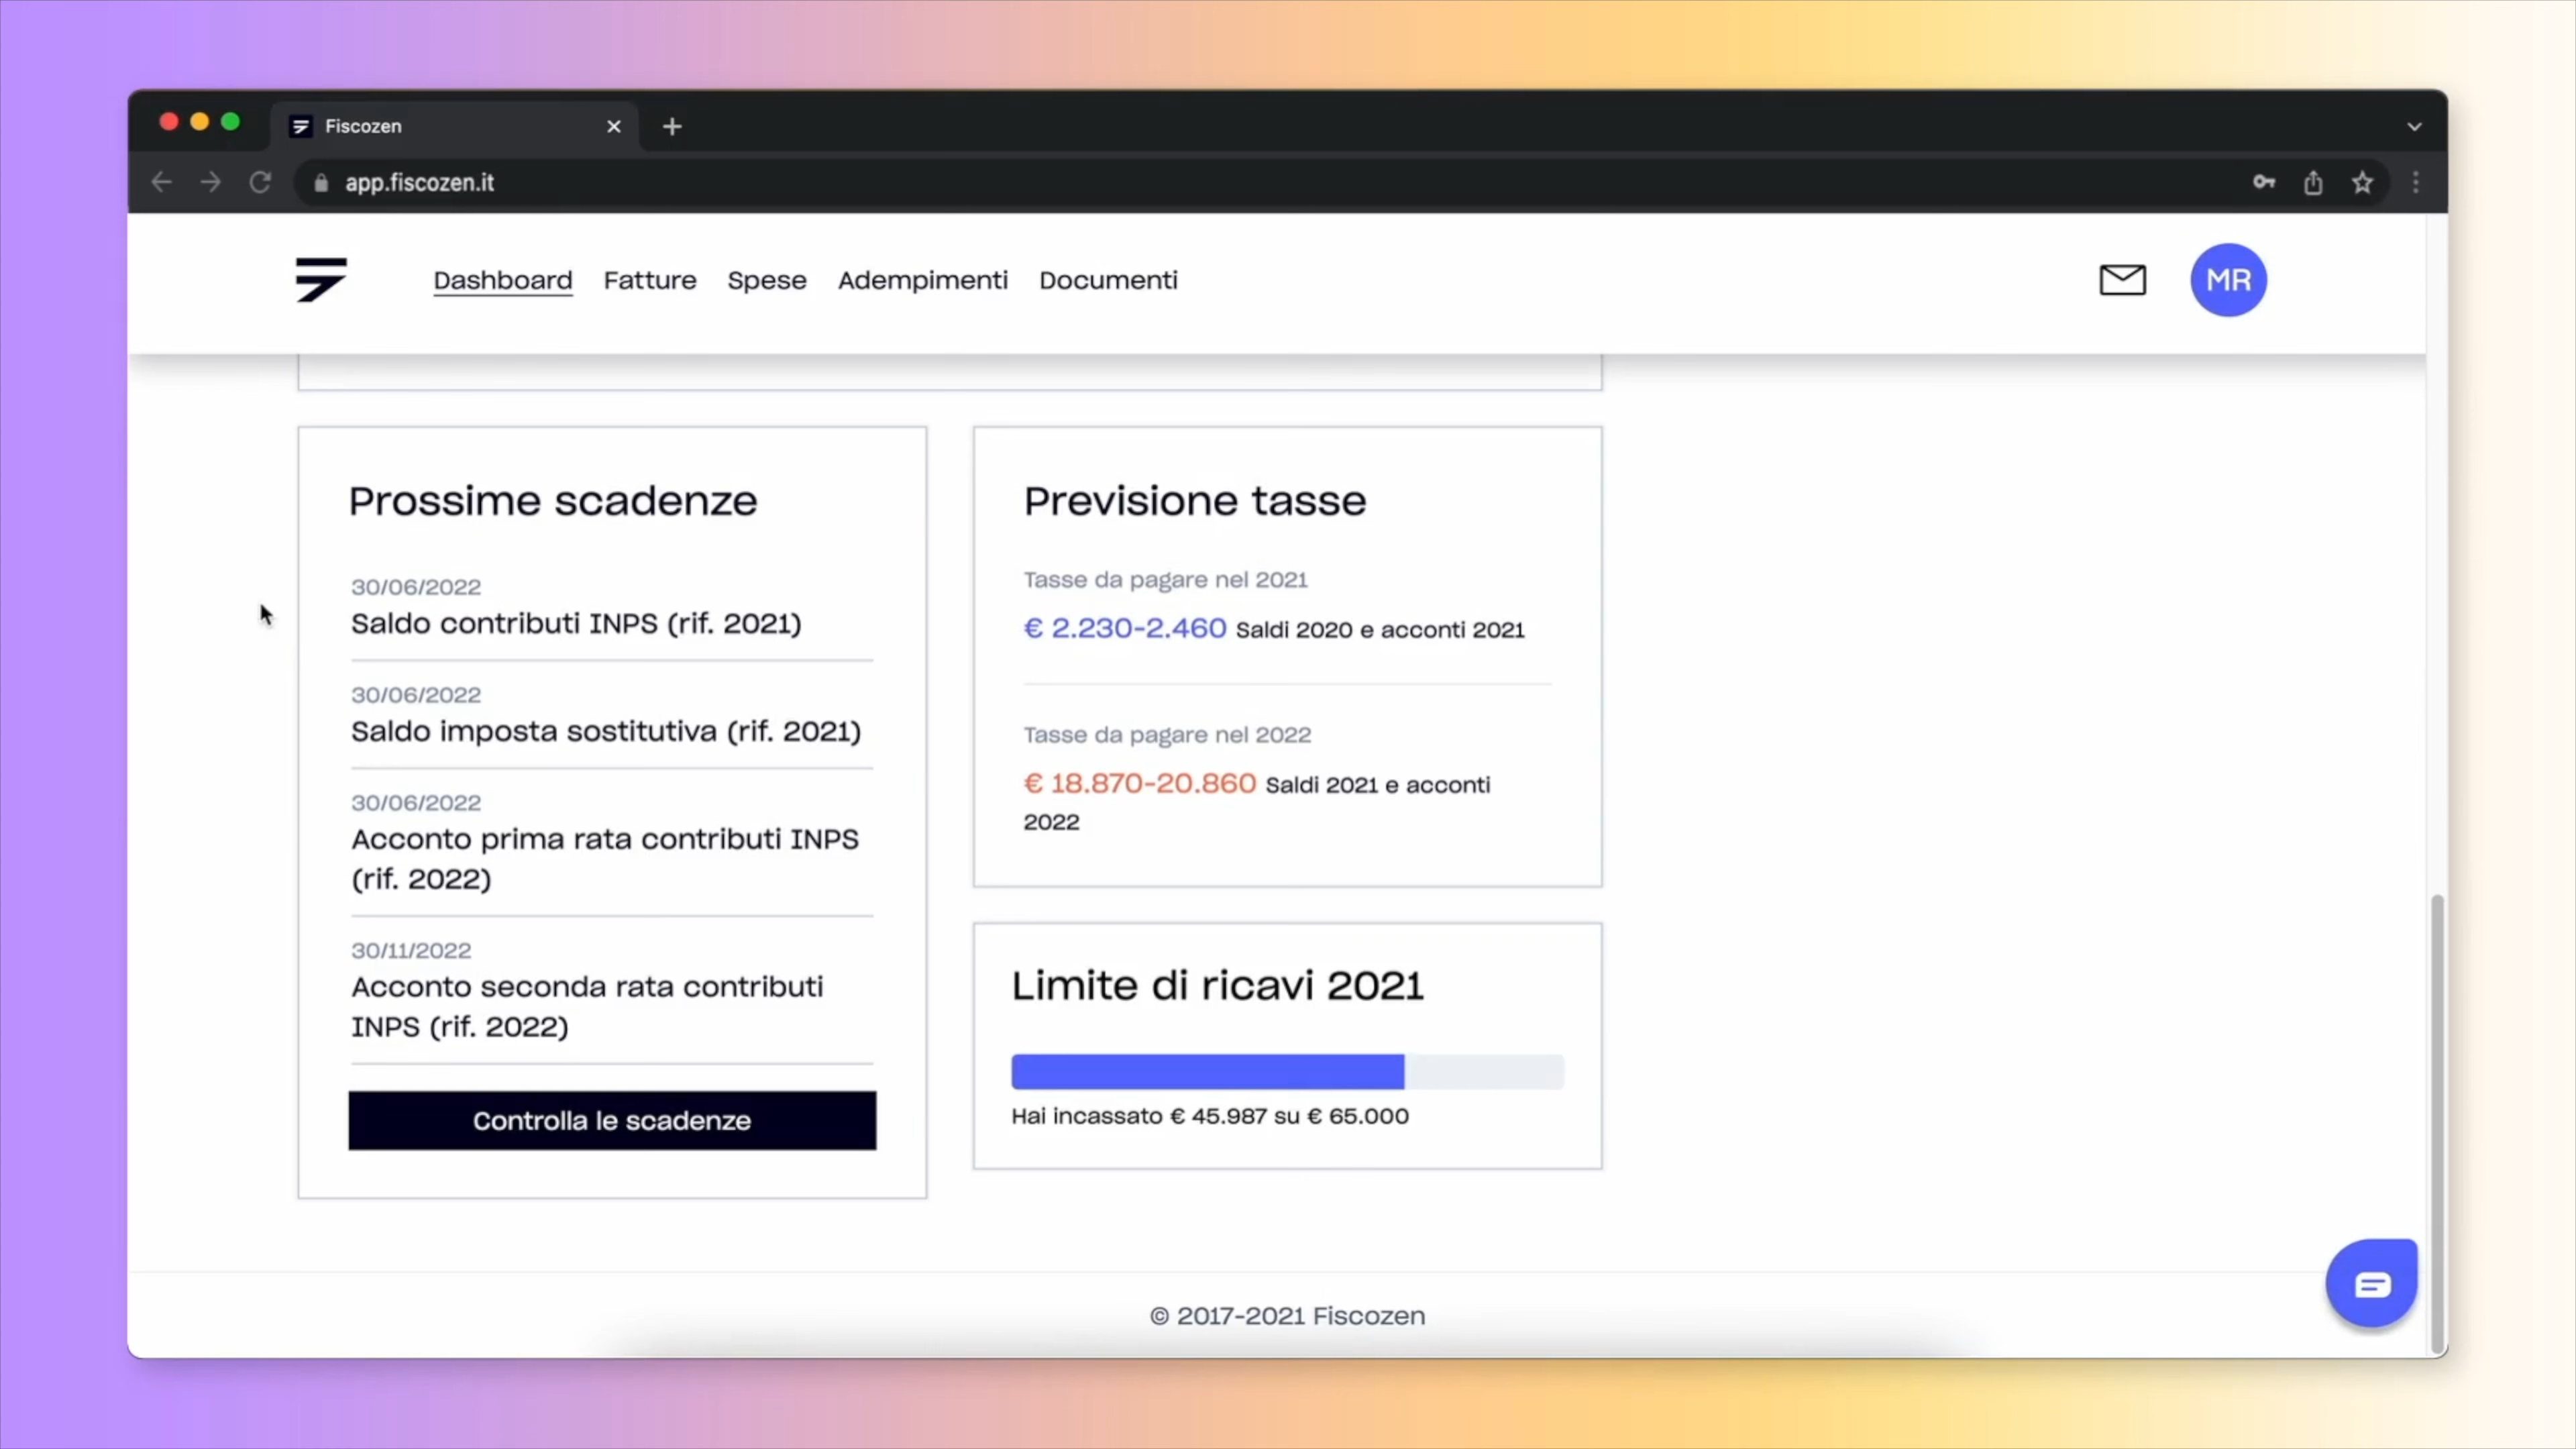 Fiscozen
app.fiscozen.it
Dashboard Fatture Spese Adempimenti Documenti
MR
Prossime scadenze
30/06/2022
Saldo contributi INPS (rif. 2021)
30/06/2022
Saldo imposta sostitutiva (rif. 2021)
30/06/2022
Acconto prima rata contributi INPS
(rif. 2022)
30/11/2022
Acconto seconda rata contributi
INPS (rif. 2022)
Controlla le scadenze
Previsione tasse
Tasse da pagare nel 2021
€ 2.230-2.460 Saldi 2020 e acconti 2021
Tasse da pagare nel 2022
€ 18.870-20.860 Saldi 2021 e acconti
2022
Limite di ricavi 2021
Hai incassato € 45.987 su € 65.000
© 2017-2021 Fiscozen